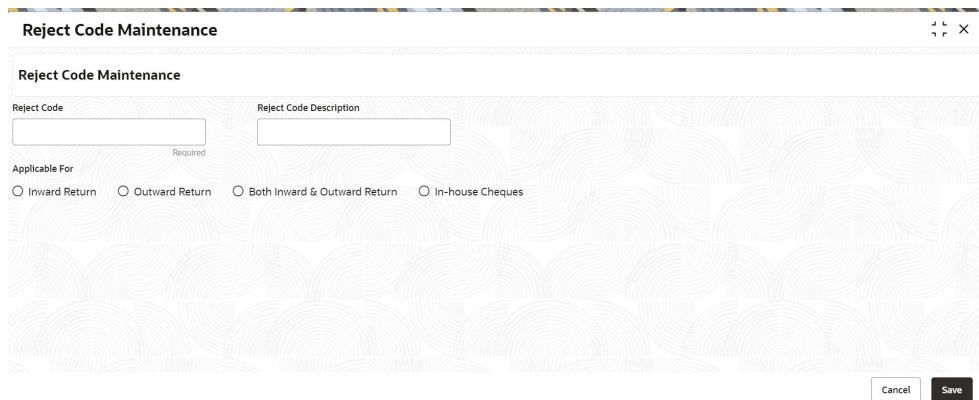 Reject Code Maintenance
Reject Code Maintenance
Reject Code Reject Code Description
Required
Applicable For
Inward Return Outward Return Both Inward & Outward Return In-house Cheques
Cancel Save